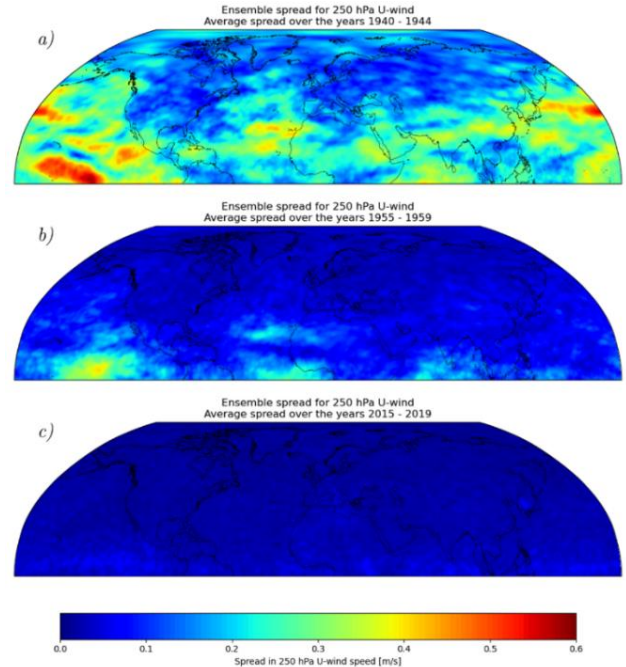 Ensemble spread for 250 hPa U-wind
Average spread over the years 1940 - 1944
a)
Ensemble spread for 250 hPa U-wind
Average spread over the years 1955 - 1959
b)
Ensemble spread for 250 hPa U-wind
Average spread over the years 2015 - 2019
c)
0.0 0.1 0.2 0.3 0.4 0.5 0.6
Spread in 250 hPa U-wind speed [m/s]